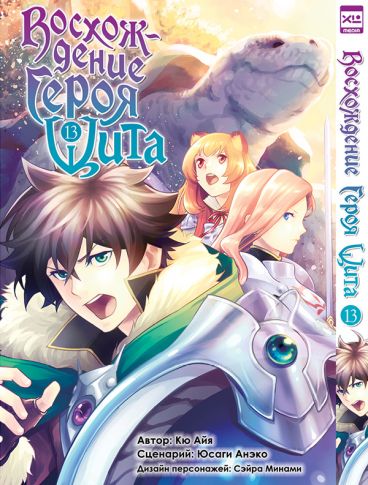 Восхож-
дение
Героя
13
Щита
Автор: Кю Айя
Сценарий: Юсаги Анэко
Дизайн персонажей: Сэйра Минами
XL
MEDIA
Восхождение Героя Щита
13